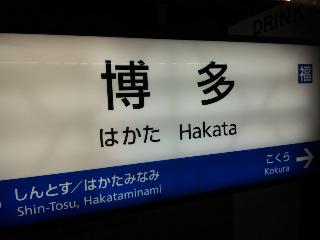 DRINK
博多
福
はかた Hakata
しんとす/はかたみなみ
Shin-Tosu, Hakataminami
こくら
Kokura